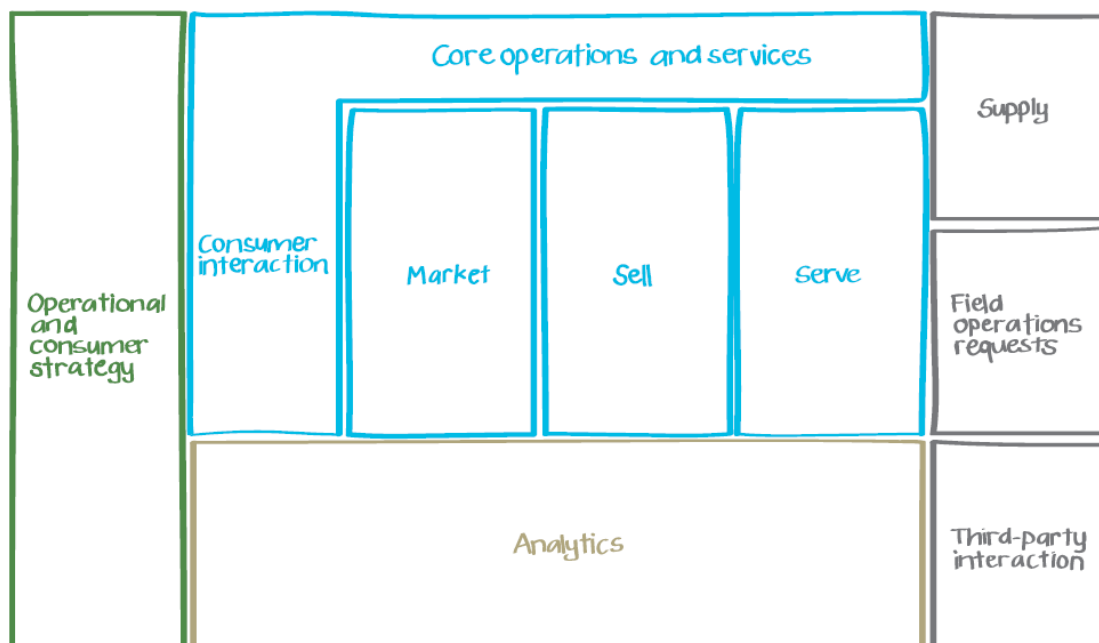 Core operations and services
Supply
Consumer
interaction
Market
Sell
Serve
Operational
and
consumer
strategy
Field
operations
requests
Analytics
Third-party
interaction